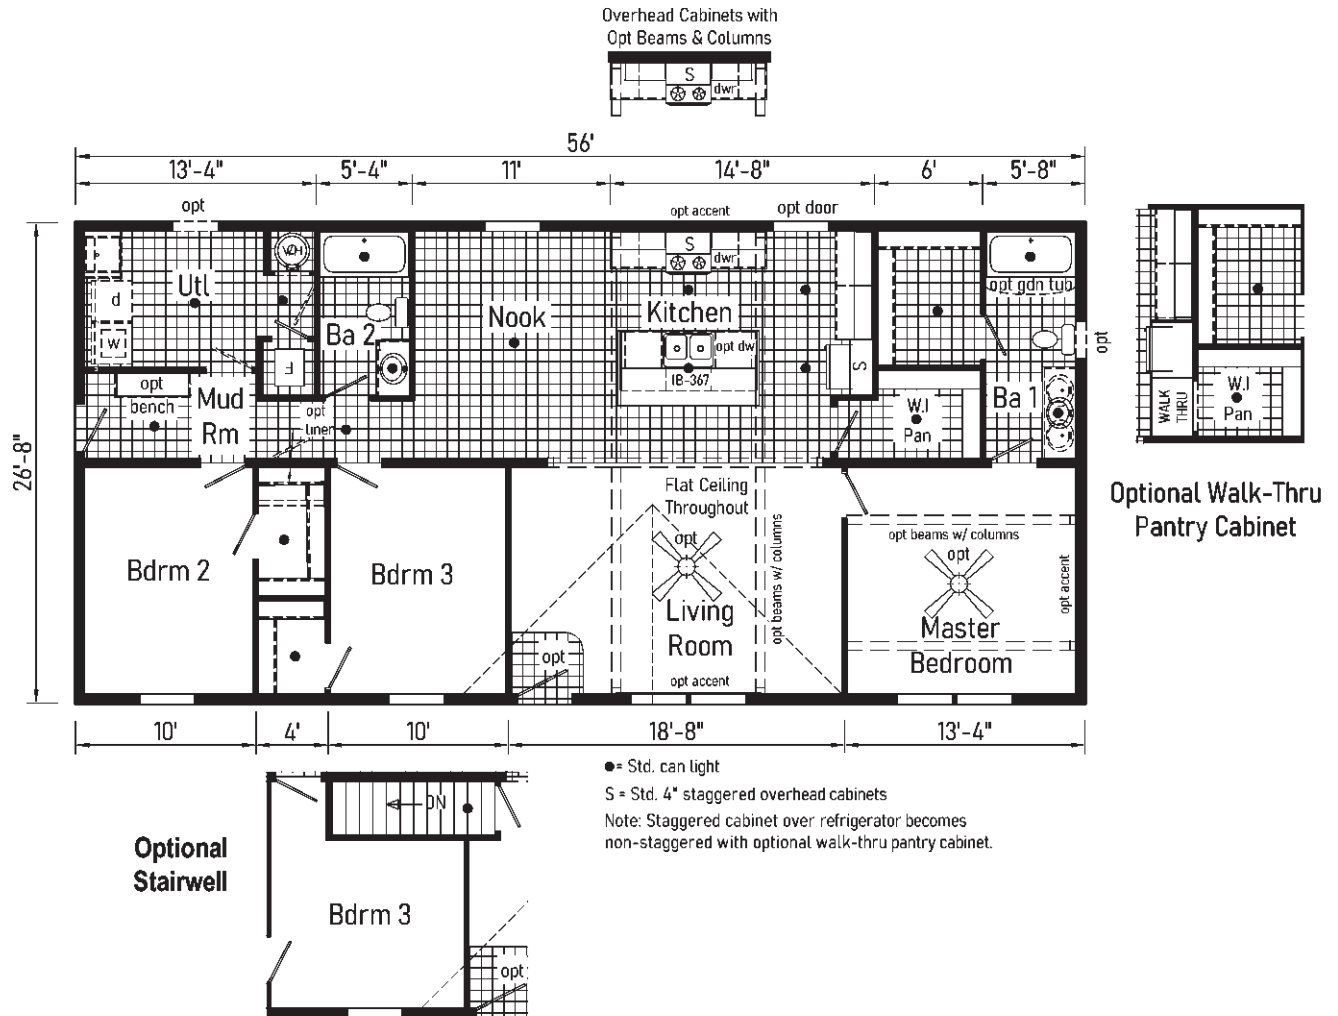 Overhead Cabinets with
Opt Beams & Columns
S
dwr
56'
13'-4"
5'-4"
11'
14'-8"
6'
5'-8"
opt
opt accent
opt door
26'-8"
Utl
d
w
WH
F
Ba 2
Nook
S
dwr
Kitchen
opt dw
IB-367
S
opt gdn tub
opt
Ba 1
W.I
Pan
opt
bench
Mud
Rm
opt
linen
Bdrm 2
Bdrm 3
Flat Ceiling
Throughout
opt
Living
Room
opt accent
opt beams w/ columns
opt
opt beams w/ columns
opt
opt accent
Master
Bedroom
10'
4'
10'
18'-8"
13'-4"
WALK
THRU
W.I
Pan
Optional Walk-Thru
Pantry Cabinet
= Std. can light
S = Std. 4" staggered overhead cabinets
Note: Staggered cabinet over refrigerator becomes
non-staggered with optional walk-thru pantry cabinet.
Optional
Stairwell
DN
Bdrm 3
opt